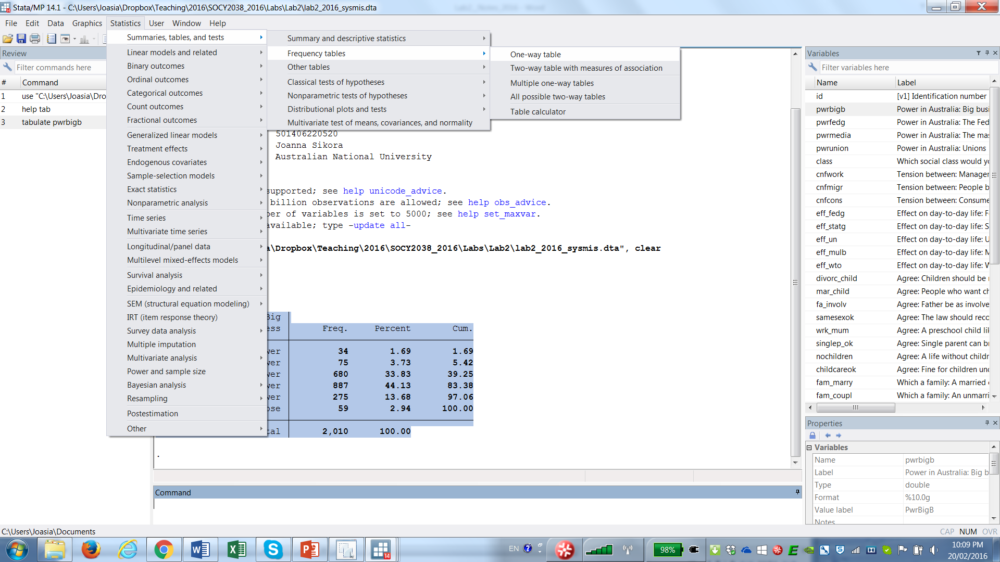 Stata/MP 14.1 - C:\Users\Joasia\Dropbox\Teaching\2016\SOCY2038_2016\Labs\Lab2\lab2_2016_sysmis.dta
File Edit Data Graphics Statistics User Window Help
Review
Filter commands here
# Command
1 use "C:\Users\Joasia\Dro
2 help tab
3 tabulate pwrbigb
Summaries, tables, and tests
Linear models and related
Binary outcomes
Ordinal outcomes
Categorical outcomes
Count outcomes
Fractional outcomes
Generalized linear models
Treatment effects
Endogenous covariates
Sample-selection models
Exact statistics
Nonparametric analysis
Time series
Multivariate time series
Longitudinal/panel data
Multilevel mixed-effects models
Survival analysis
Epidemiology and related
SEM (structural equation modeling)
IRT (item response theory)
Survey data analysis
Multiple imputation
Multivariate analysis
Power and sample size
Bayesian analysis
Resampling
Postestimation
Other
Summary and descriptive statistics
Frequency tables
Other tables
Classical tests of hypotheses
Nonparametric tests of hypotheses
Distributional plots and tests
Multivariate test of means, covariances, and normality
One-way table
Two-way table with measures of association
Multiple one-way tables
All possible two-way tables
Table calculator
501406220520
Joanna Sikora
Australian National University
supported; see help unicode_advice.
billion observations are allowed; see help obs_advice.
ber of variables is set to 5000; see help set_maxvar.
available; type -update all-
a\Dropbox\Teaching\2016\SOCY2038_2016\Labs\Lab2\lab2_2016_sysmis.dta", clear
Big
ess Freq. Percent Cum.
wer 34 1.69 1.69
wer 75 3.73 5.42
wer 680 33.83 39.25
wer 887 44.13 83.38
wer 275 13.68 97.06
ose 59 2.94 100.00
tal 2,010 100.00
.
Command
Variables
Filter variables here
Name Label
id [v1] Identification number
pwrbigb Power in Australia: Big busi
pwrfedg Power in Australia: The Fed
pwrmedia Power in Australia: The mas
pwrunion Power in Australia: Unions
class Which social class would yo
cnfwork Tension between: Manager
cnfmigr Tension between: People b
cnfcons Tension between: Consume
eff_fedg Effect on day-to-day life: F
eff_statg Effect on day-to-day life: S
eff_un Effect on day-to-day life: U
eff_mulb Effect on day-to-day life: M
eff_wto Effect on day-to-day life: W
divorc_child Agree: Children should be
mar_child Agree: People who want ch
fa_involv Agree: Father be as involve
samesexok Agree: The law should reco
wrk_mum Agree: A preschool child li
singlep_ok Agree: Single parent can b
nochildren Agree: A life without childr
childcareok Agree: Fine for children un
fam_marry Which a family: A married
fam_coupl Which a family: An unmarri
Properties
Variables
Name pwrbigb
Label Power in Australia: Big b
Type double
Format %10.0g
Value label PwrBigB
Notes
C:\Users\Joasia\Documents
CAP NUM OVR
14
EN
98%
10:09 PM
20/02/2016